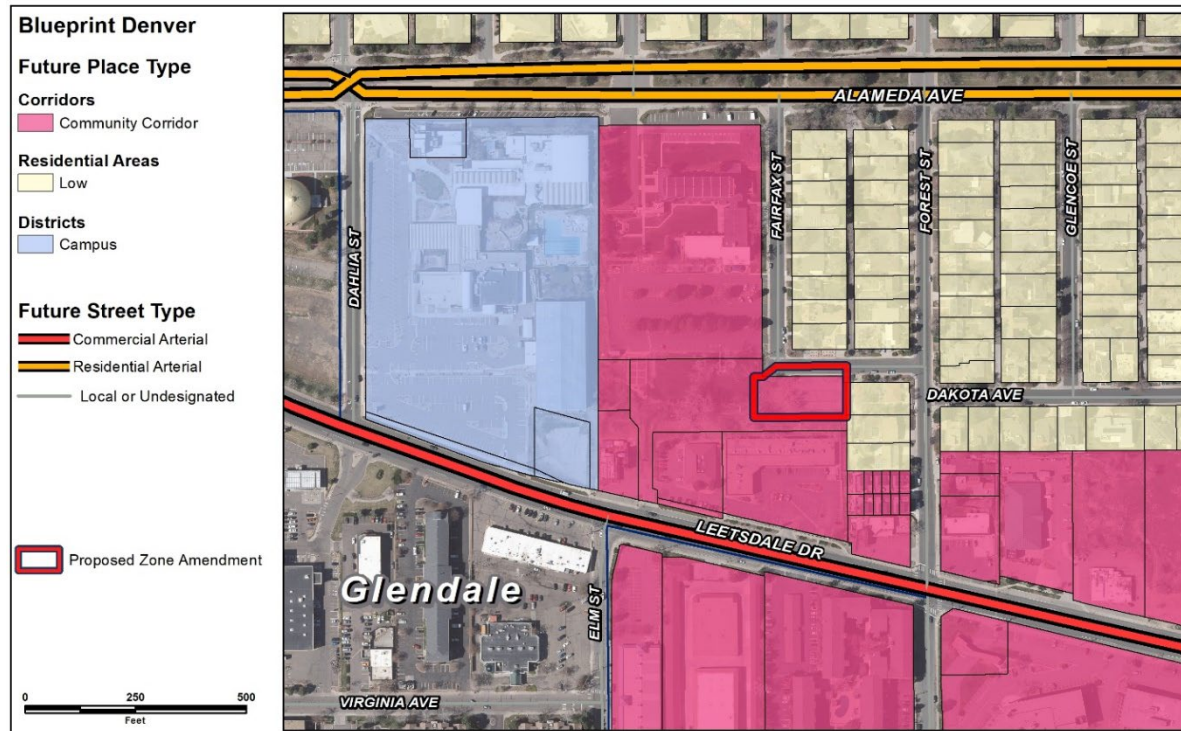 Blueprint Denver
Future Place Type
Corridors
Community Corridor
Residential Areas
Low
Districts
Campus
Future Street Type
Commercial Arterial
Residential Arterial
Local or Undesignated
Proposed Zone Amendment
0 250 500
Feet
ALAMEDA AVE
DAHLIA ST
FAIRFAX ST
FOREST ST
GLENCOE ST
DAKOTA AVE
LEETSDALE DR
Glendale
ELM ST
VIRGINIA AVE